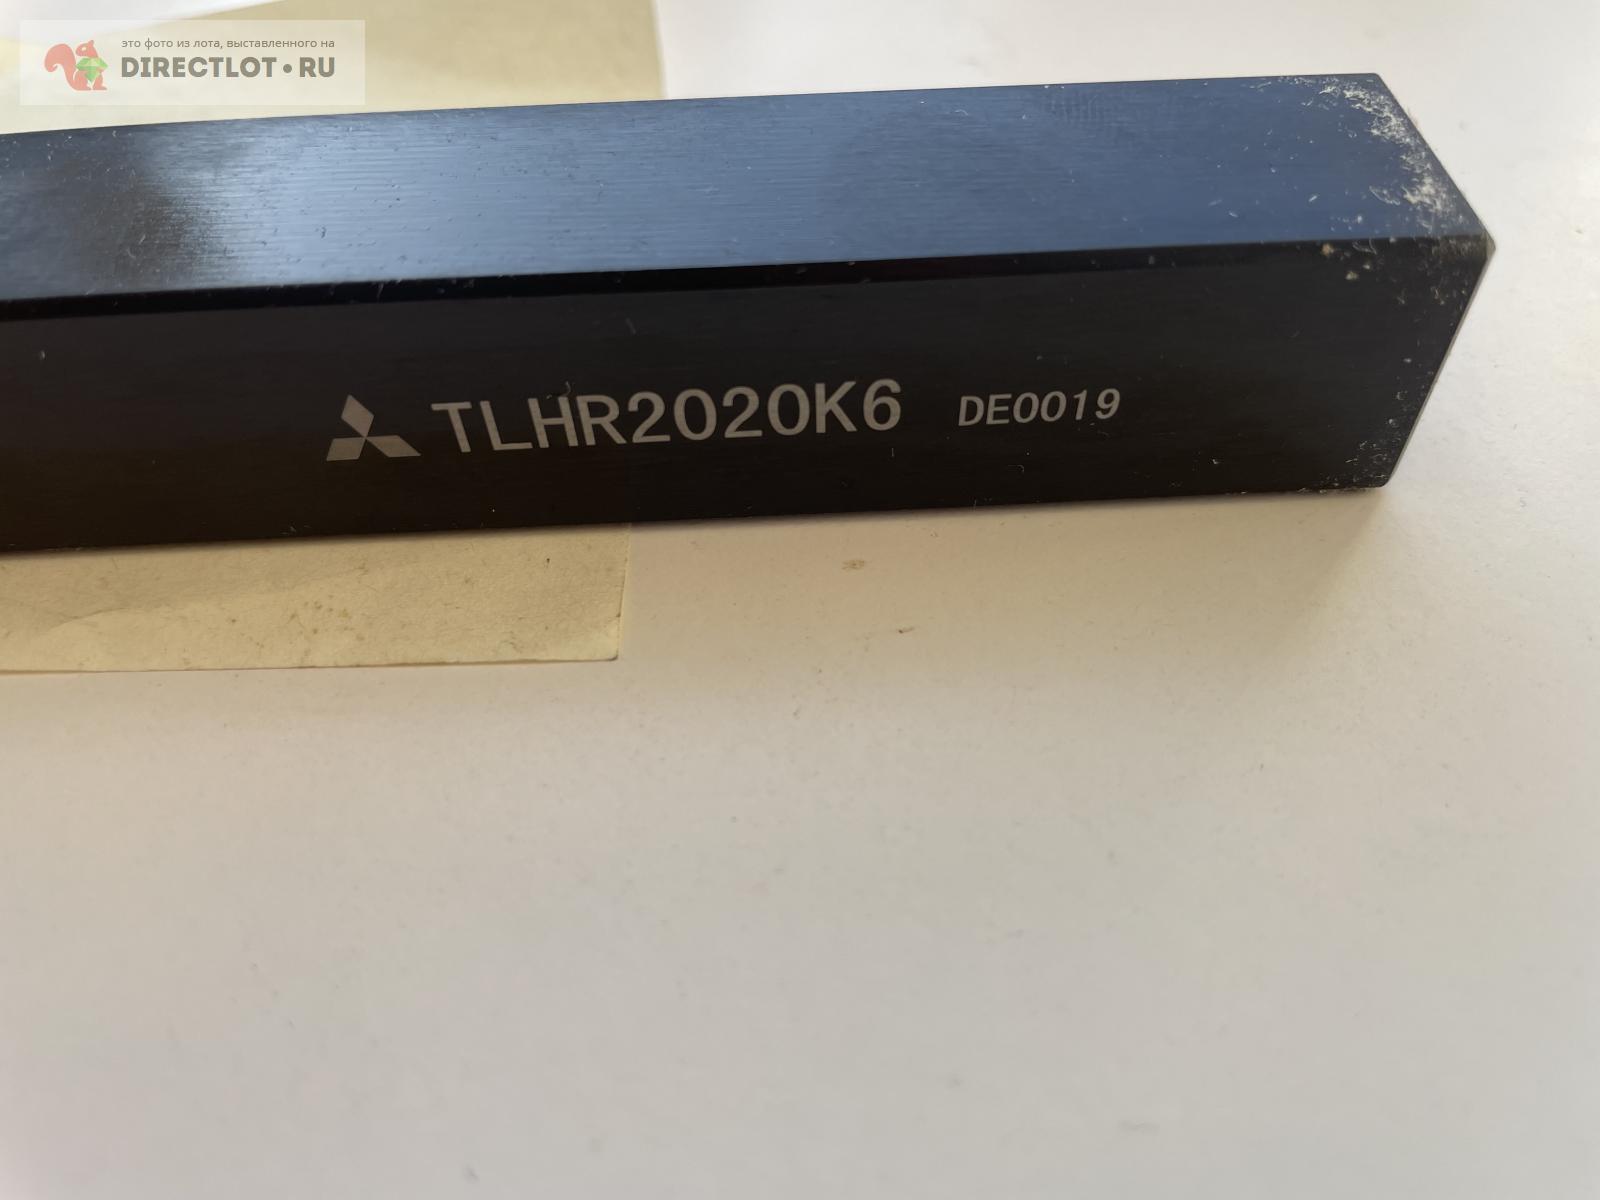 это фото из лота, выставленного на
DIRECTLOT•RU
TLHR2020K6 DE0019